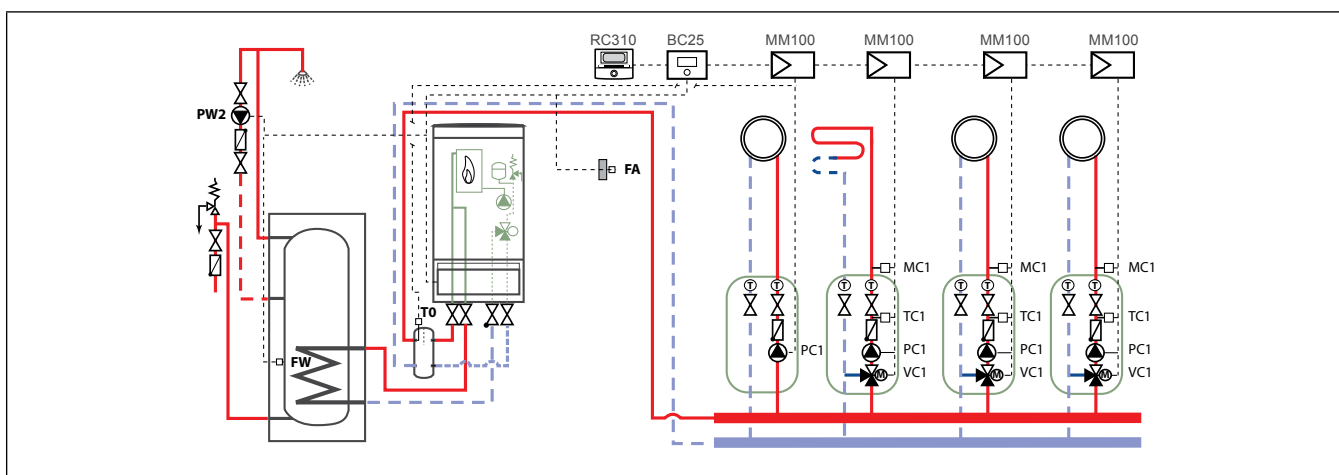 RC310 BC25 MM100 MM100 MM100 MM100
PW2
FA
T0
FW
MC1 MC1 MC1
TC1 TC1 TC1
PC1 PC1 PC1 PC1
VC1 VC1 VC1
T T T T T T T T
M M M